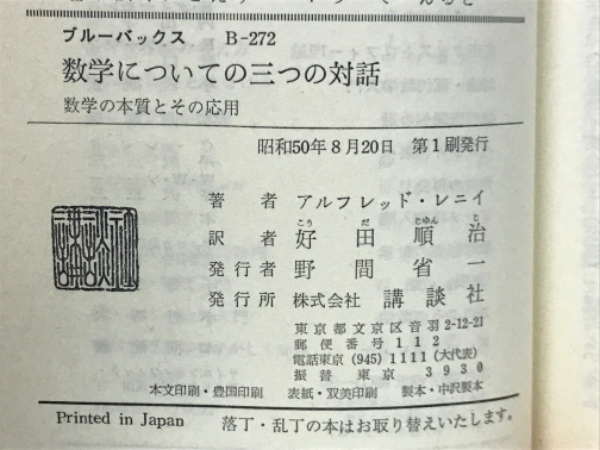 ブルーバックス B-272
数学についての三つの対話
数学の本質とその応用
昭和50年8月20日 第1刷発行
著者 アルフレッド・レニイ
こう だ じゅん じ
訳者 好田順治
発行者 野間省一
発行所 株式会社 講談社
東京都文京区音羽2-12-21
郵便番号112
電話東京(945)1111(大代表)
振替東京 3930
本文印刷・豊国印刷 表紙・双美印刷 製本・中沢製本
Printed in Japan 落丁・乱丁の本はお取り替えいたします。